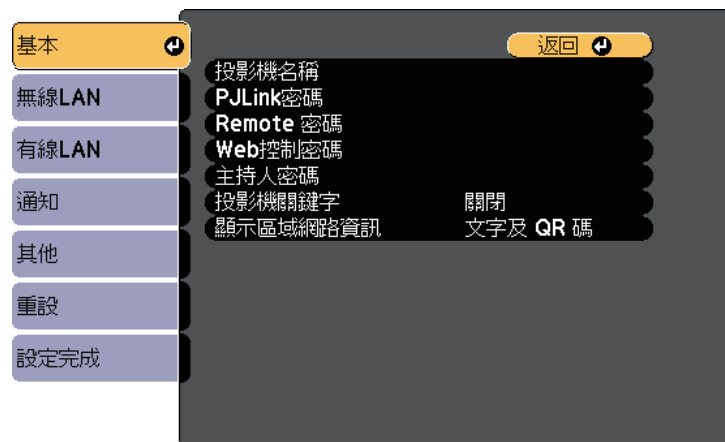 基本
無線LAN
有線LAN
通知
其他
重設
設定完成
返回
投影機名稱
PJLink密碼
Remote 密碼
Web控制密碼
主持人密碼
投影機關鍵字 關閉
顯示區域網路資訊 文字及 QR 碼